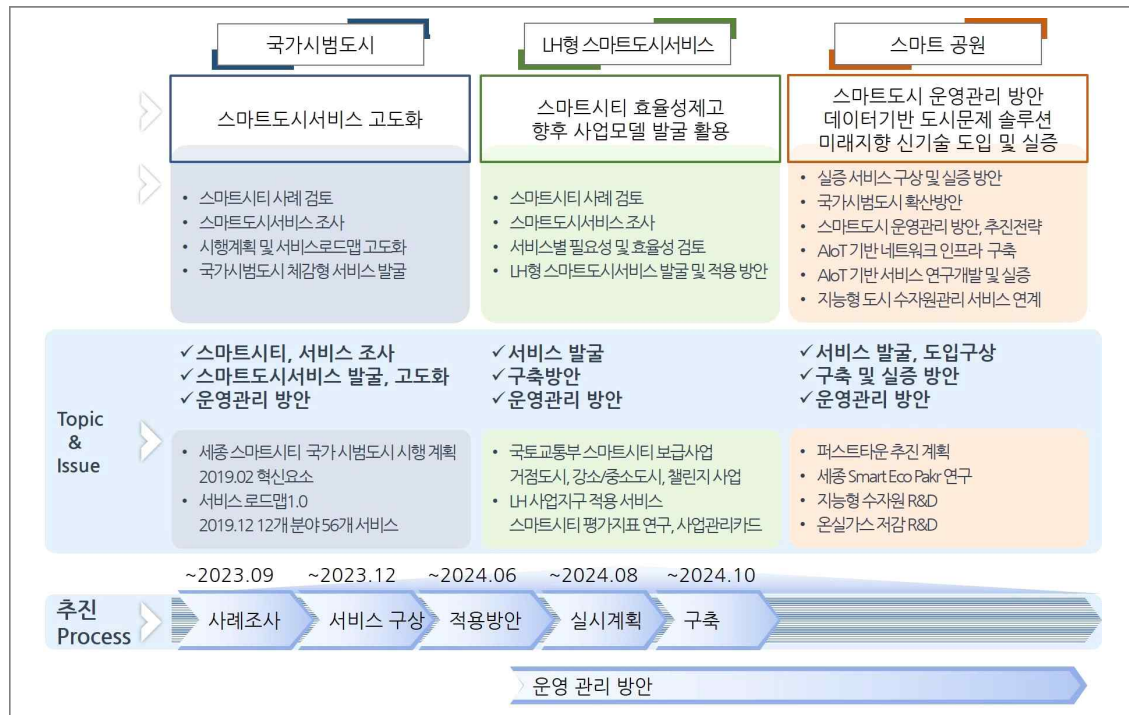 국가시범도시
LH형 스마트도시서비스
스마트 공원
스마트도시서비스 고도화
스마트시티 효율성제고
향후 사업모델 발굴 활용
스마트도시 운영관리 방안
데이터기반 도시문제 솔루션
미래지향 신기술 도입 및 실증
• 스마트시티 사례 검토
• 스마트도시서비스 조사
• 시행계획 및 서비스로드맵 고도화
• 국가시범도시 체감형 서비스 발굴
• 스마트시티 사례 검토
• 스마트도시서비스 조사
• 서비스별 필요성 및 효율성 검토
• LH형 스마트도시서비스 발굴 및 적용 방안
• 실증 서비스 구상 및 실증 방안
• 국가시범도시 확산방안
• 스마트도시 운영관리 방안, 추진전략
• AIoT 기반 네트워크 인프라 구축
• AIoT 기반 서비스 연구개발 및 실증
• 지능형 도시 수자원관리 서비스 연계
Topic
&
Issue
✓스마트시티, 서비스 조사
✓스마트도시서비스 발굴, 고도화
✓운영관리 방안
✓서비스 발굴
✓구축방안
✓운영관리 방안
✓서비스 발굴, 도입구상
✓구축 및 실증 방안
✓운영관리 방안
• 세종 스마트시티 국가 시범도시 시행 계획
2019.02 혁신요소
• 서비스 로드맵1.0
2019.12 12개 분야 56개 서비스
• 국토교통부 스마트시티 보급사업
거점도시, 강소/중소도시, 챌린지 사업
• LH 사업지구 적용 서비스
스마트시티 평가지표 연구, 사업관리카드
• 퍼스트타운 추진 계획
• 세종 Smart Eco Pakr 연구
• 지능형 수자원 R&D
• 온실가스 저감 R&D
~2023.09
~2023.12
~2024.06
~2024.08
~2024.10
추진
Process
사례조사
서비스 구상
적용방안
실시계획
구축
운영 관리 방안